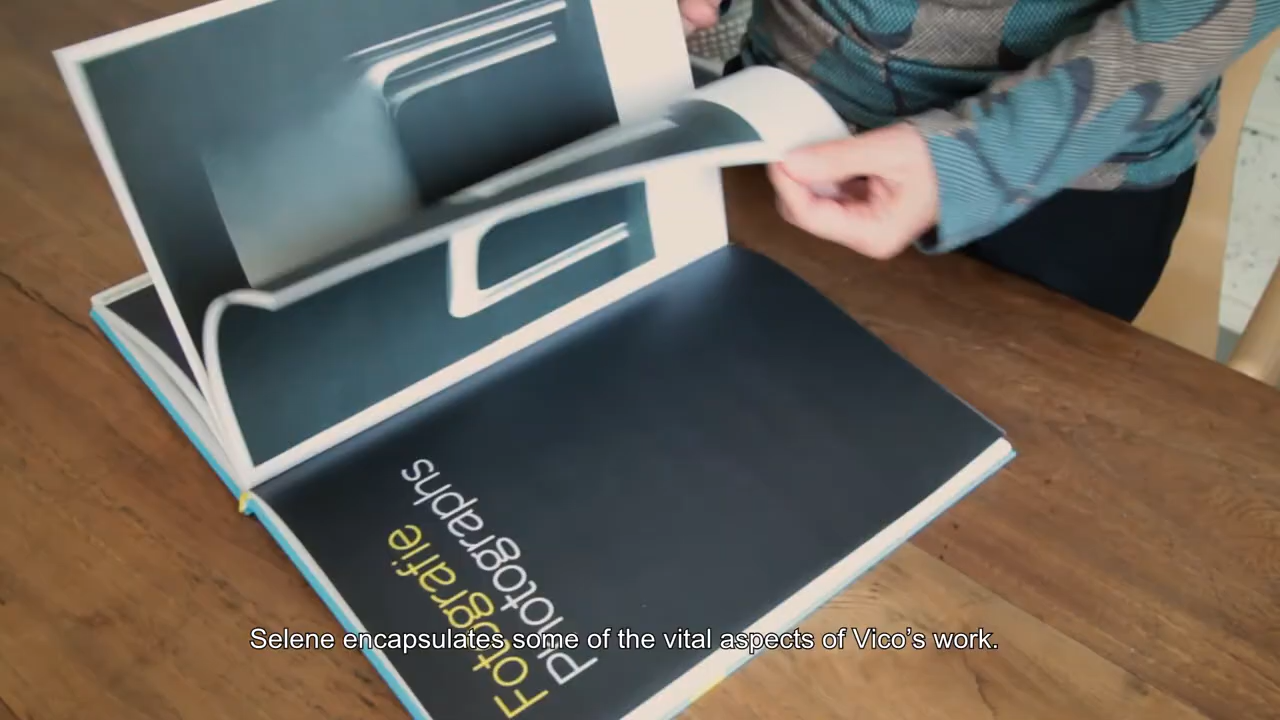 Fotografie
Photographs
Selene encapsulates some of the vital aspects of Vico’s work.